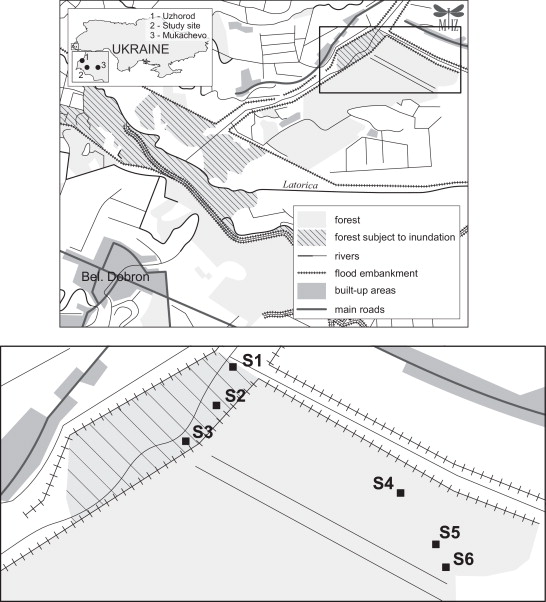 1 - Uzhorod
2 - Study site
3 - Mukachevo
UKRAINE
1
2
3
MIIZ
Latorica
forest
forest subject to inundation
rivers
flood embankment
built-up areas
main roads
Bel. Dobron
S1
S2
S3
S4
S5
S6